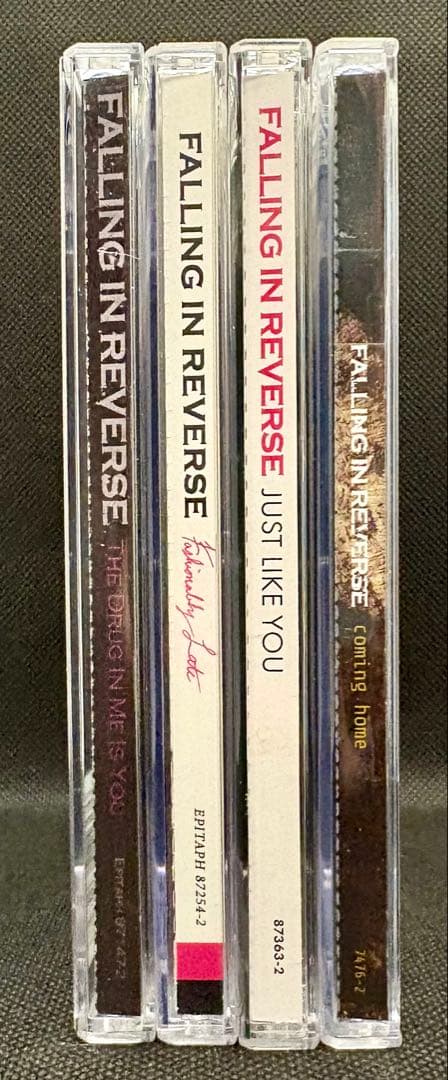 FALLING IN REVERSE THE DRUG IN ME IS YOU EPITAPH
FALLING IN REVERSE Fashionably Late EPITAPH 87254-2
FALLING IN REVERSE JUST LIKE YOU 87363-2
FALLING IN REVERSE coming home 7476-2